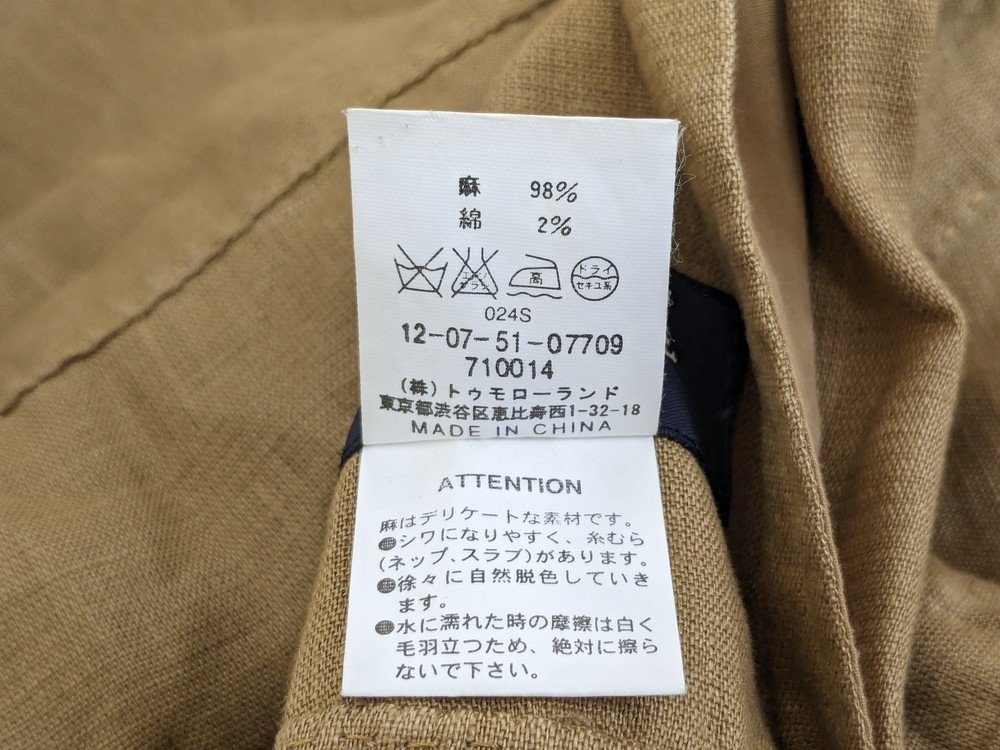 麻 98%
綿 2%
エンソ
サラシ
高
ドライ
セキユ系
024S
12-07-51-07709
710014
(株)トゥモローランド
東京都渋谷区恵比寿西1-32-18
MADE IN CHINA
ATTENTION
麻はデリケートな素材です。
●シワになりやすく、糸むら
(ネップ、スラブ)があります。
●徐々に自然脱色していき
ます。
●水に濡れた時の摩擦は白く
毛羽立つため、絶対に擦ら
ないで下さい。